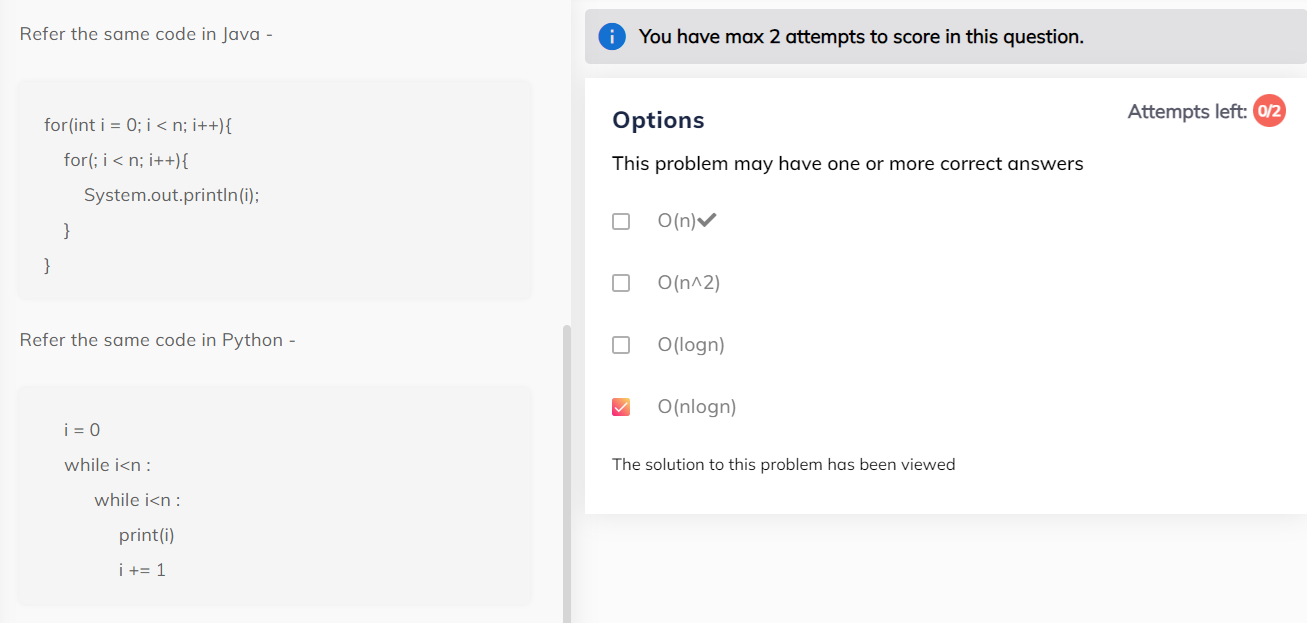 Refer the same code in Java -
for(int i = 0; i < n; i++){
for(; i < n; i++){
System.out.println(i);
}
}
Refer the same code in Python -
i = 0
while i<n :
while i<n :
print(i)
i += 1
You have max 2 attempts to score in this question.
Options
Attempts left: 0/2
This problem may have one or more correct answers
O(n)✔
O(n^2)
O(logn)
O(nlogn)
The solution to this problem has been viewed